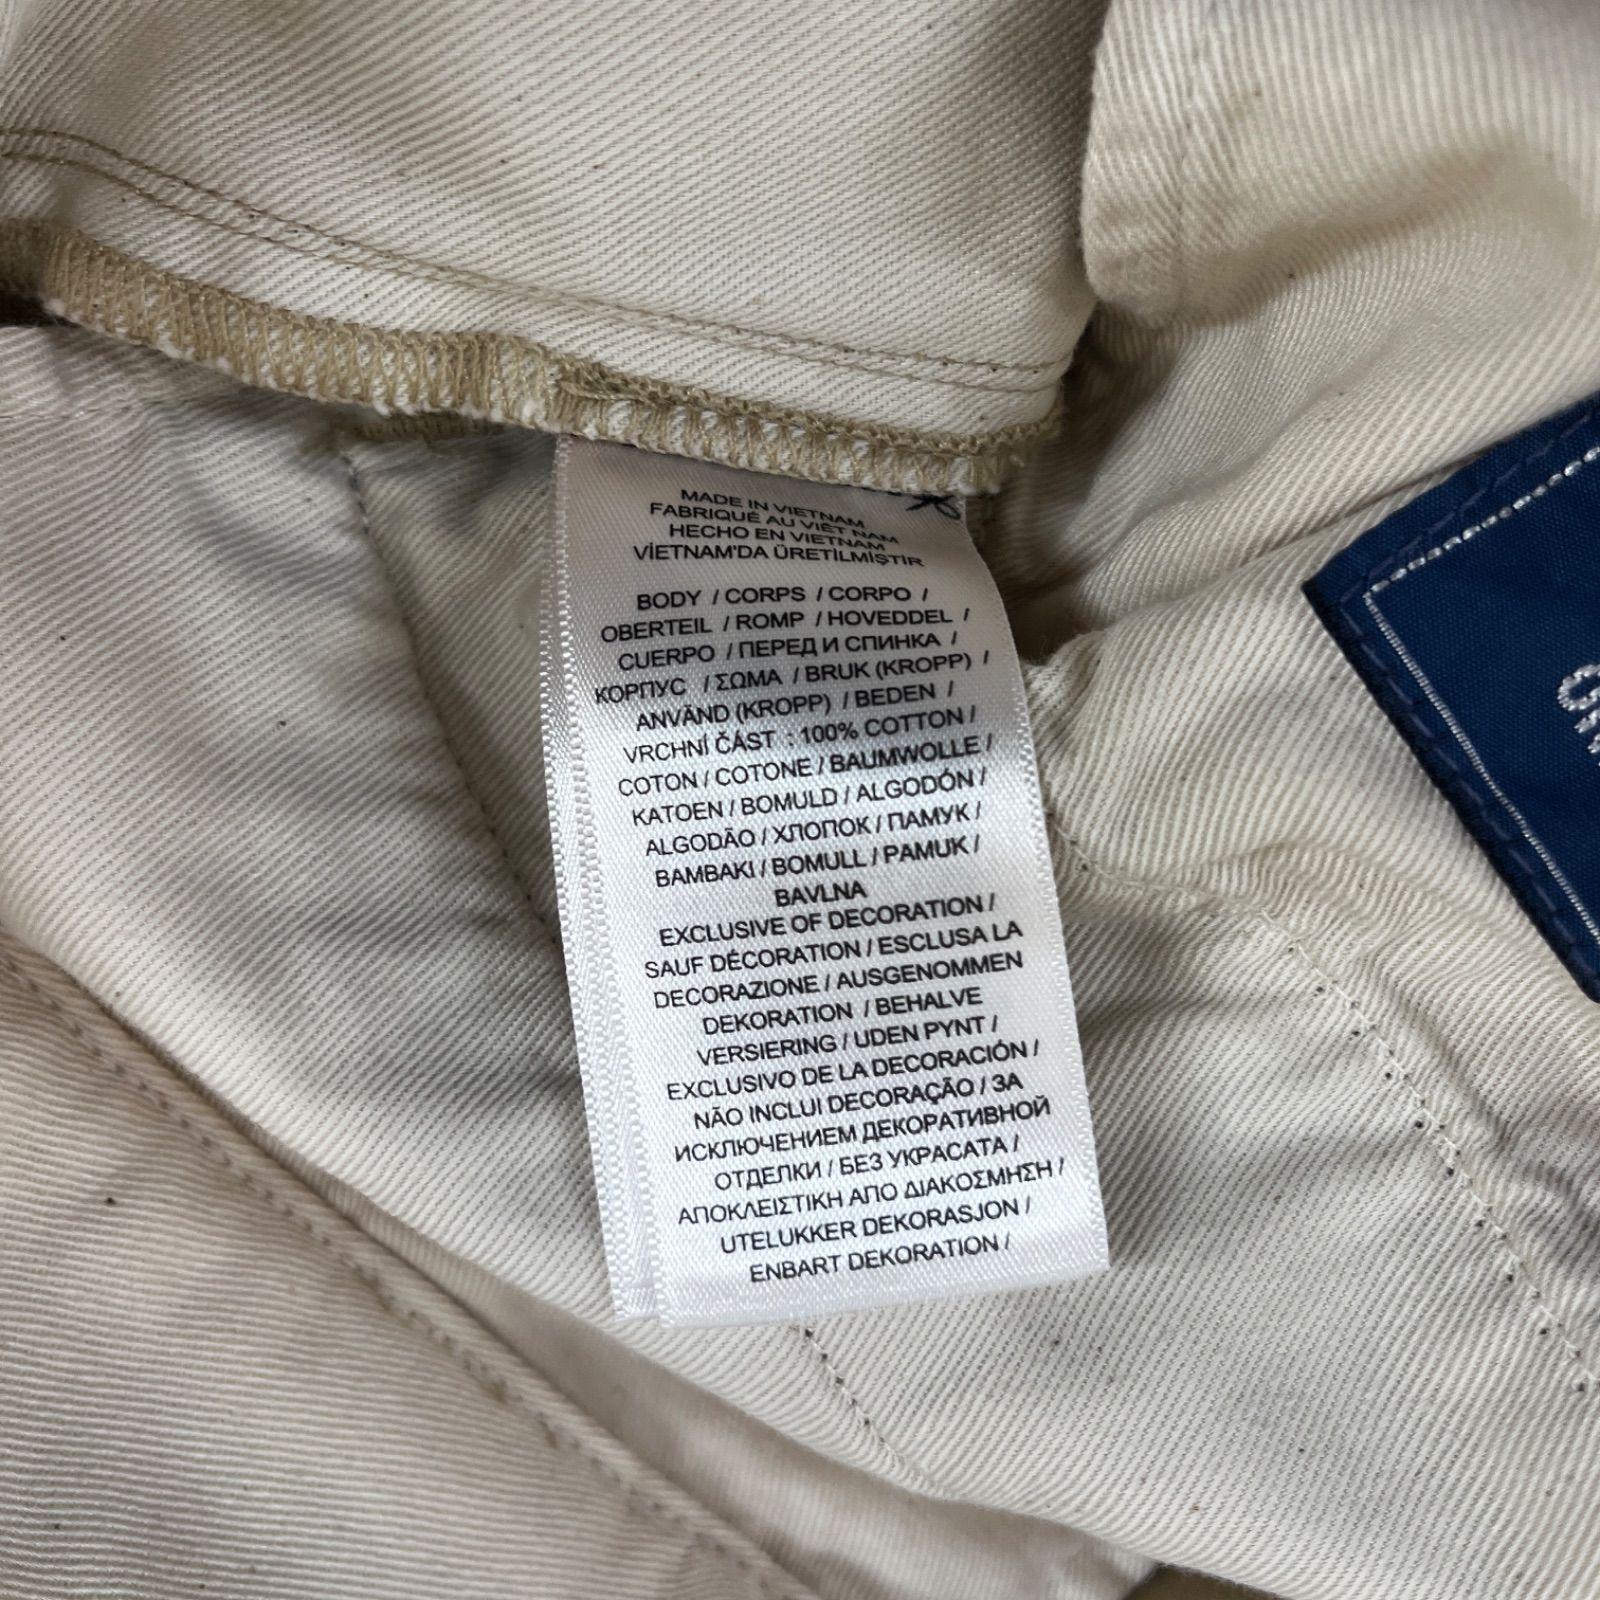 MADE IN VIETNAM
FABRIQUÉ AU VIÊT NAM
HECHO EN VIETNAM
VİETNAM'DA ÜRETİLMİŞTİR
BODY / CORPS / CORPO /
OBERTEIL / ROMP / HOVEDDEL /
CUERPO / ПЕРЕД И СПИНКА /
КОРПУС / ΣΩΜΑ / BRUK (KROPP) /
ANVÄND (KROPP) / BEDEN /
VRCHNÍ ČÁST : 100% COTTON /
COTON / COTONE / BAUMWOLLE /
KATOEN / BOMULD / ALGODÓN /
ALGODÃO / ХЛОПОК / ПАМУК /
ΒΑΜΒΑΚΙ / BOMULL / PAMUK /
BAVLNA
EXCLUSIVE OF DECORATION /
SAUF DÉCORATION / ESCLUSA LA
DECORAZIONE / AUSGENOMMEN
DEKORATION / BEHALVE
VERSIERING / UDEN PYNT /
EXCLUSIVO DE LA DECORACIÓN /
NÃO INCLUI DECORAÇÃO / ЗА
ИСКЛЮЧЕНИЕМ ДЕКОРАТИВНОЙ
ОТДЕЛКИ / БЕЗ УКРАСАТА /
ΑΠΟΚΛΕΙΣΤΙΚΗ ΑΠΟ ΔΙΑΚΟΣΜΗΣΗ /
UTELUKKER DEKORASJON /
ENBART DEKORATION /